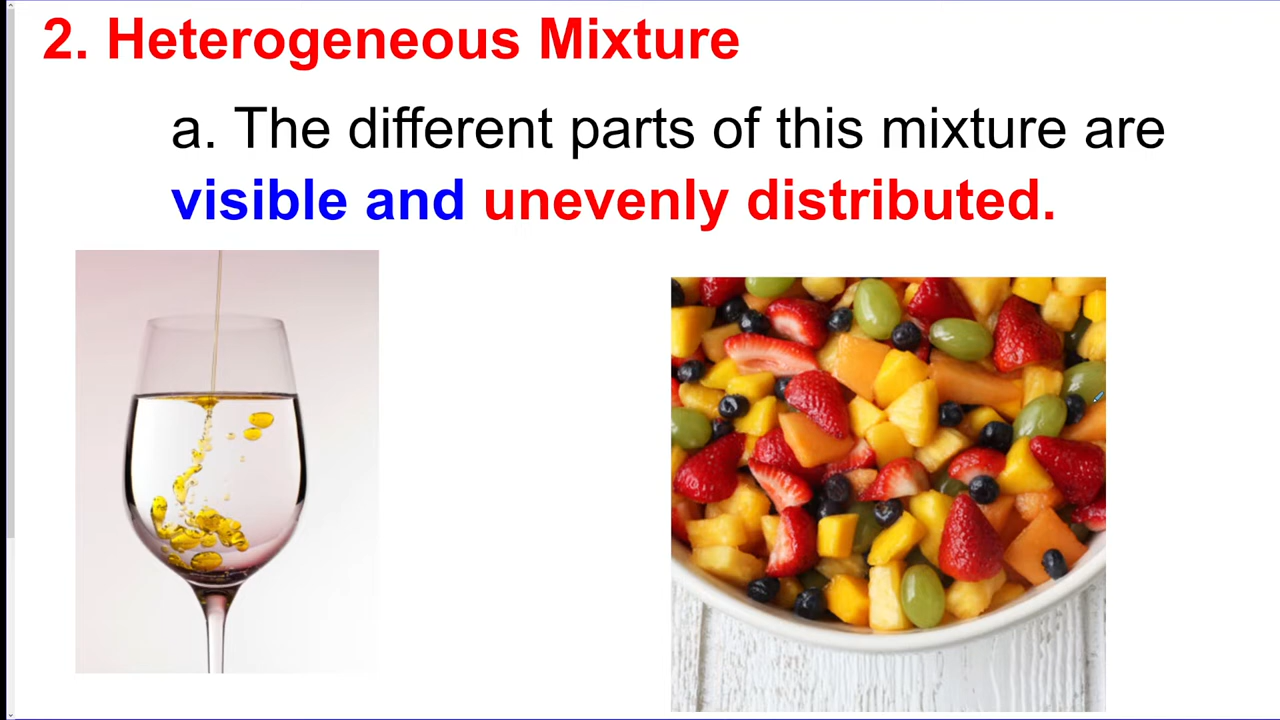 2. Heterogeneous Mixture
a. The different parts of this mixture are
visible and unevenly distributed.